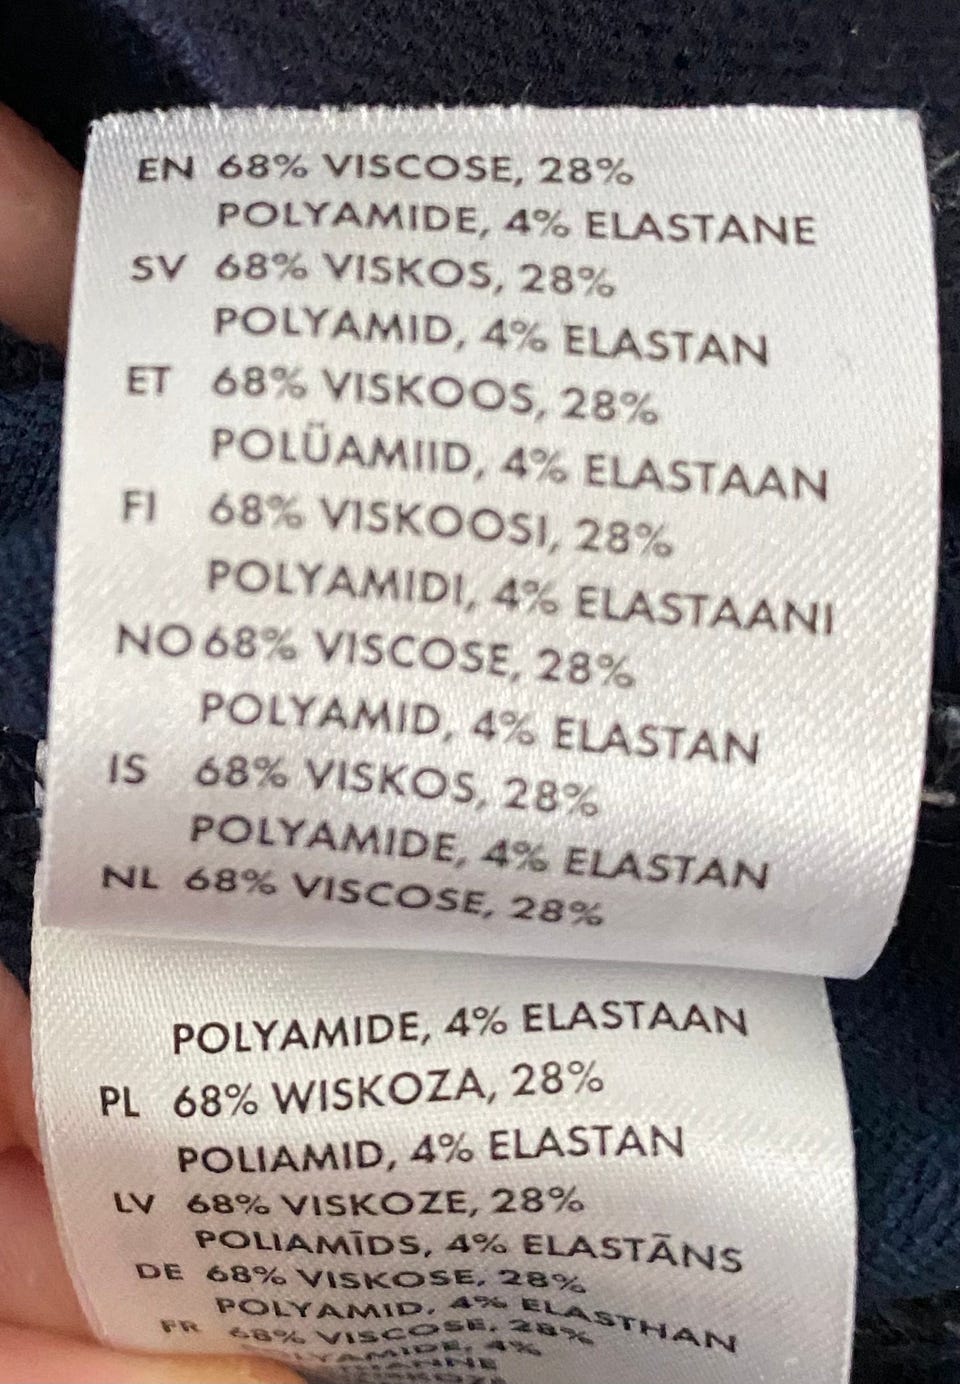 EN 68% VISCOSE, 28%
POLYAMIDE, 4% ELASTANE
SV 68% VISKOS, 28%
POLYAMID, 4% ELASTAN
ET 68% VISKOOS, 28%
POLÜAMIID, 4% ELASTAAN
FI 68% VISKOOSI, 28%
POLYAMIDI, 4% ELASTAANI
NO 68% VISCOSE, 28%
POLYAMID, 4% ELASTAN
IS 68% VISKOS, 28%
POLYAMIDE, 4% ELASTAN
NL 68% VISCOSE, 28%
POLYAMIDE, 4% ELASTAAN
PL 68% WISKOZA, 28%
POLIAMID, 4% ELASTAN
LV 68% VISKOZE, 28%
POLIAMĪDS, 4% ELASTĀNS
DE 68% VISKOSE, 28%
POLYAMID, 4% ELASTHAN
FR 68% VISCOSE, 28%
POLYAMIDE, 4%